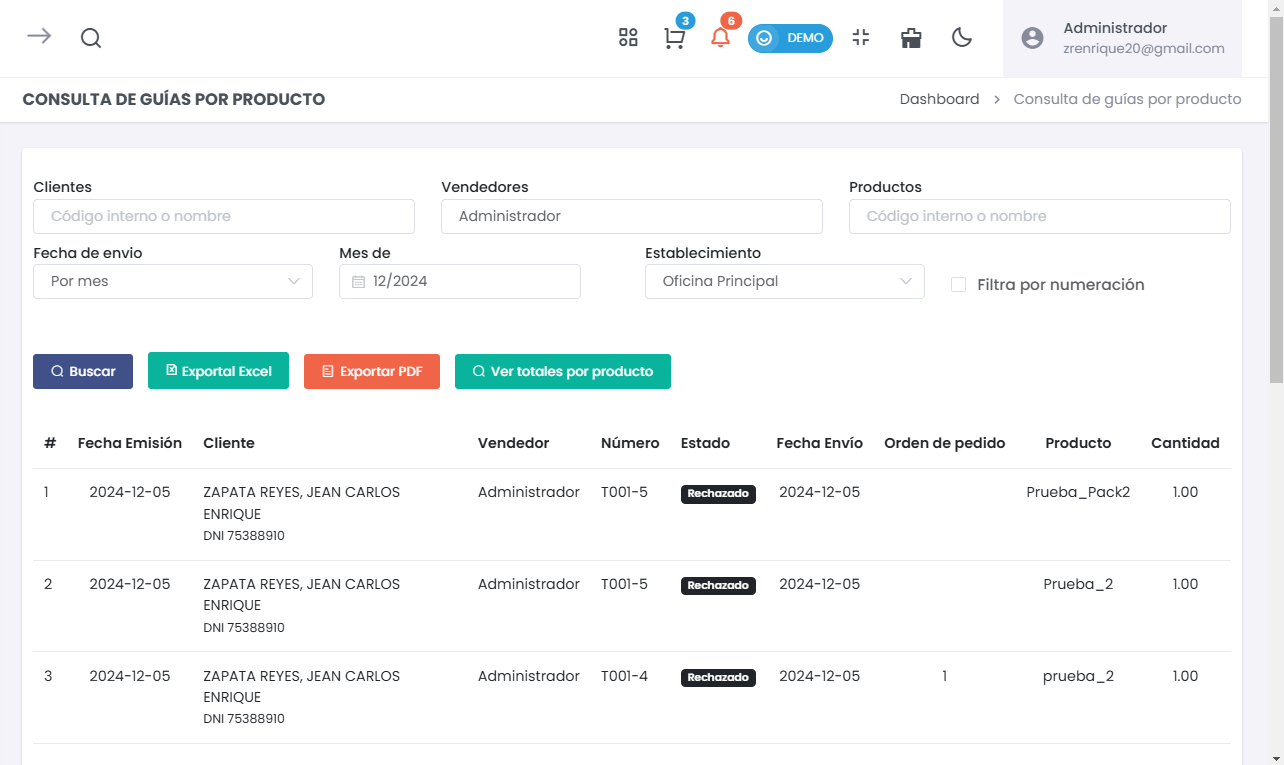 3
6
DEMO
Administrador
zrenrique20@gmail.com
CONSULTA DE GUÍAS POR PRODUCTO
Dashboard > Consulta de guías por producto
Clientes Vendedores Productos
Código interno o nombre Administrador Código interno o nombre
Fecha de envio Mes de Establecimiento
Por mes 12/2024 Oficina Principal Filtra por numeración
Buscar Exportal Excel Exportar PDF Ver totales por producto
# Fecha Emisión Cliente Vendedor Número Estado Fecha Envío Orden de pedido Producto Cantidad
1 2024-12-05 ZAPATA REYES, JEAN CARLOS Administrador T001-5 Rechazado 2024-12-05 Prueba_Pack2 1.00
ENRIQUE
DNI 75388910
2 2024-12-05 ZAPATA REYES, JEAN CARLOS Administrador T001-5 Rechazado 2024-12-05 Prueba_2 1.00
ENRIQUE
DNI 75388910
3 2024-12-05 ZAPATA REYES, JEAN CARLOS Administrador T001-4 Rechazado 2024-12-05 1 prueba_2 1.00
ENRIQUE
DNI 75388910